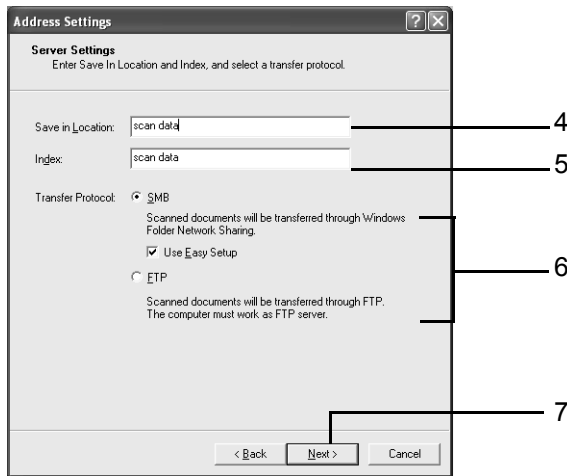 Address Settings
Server Settings
Enter Save In Location and Index, and select a transfer protocol.
Save in Location: scan data 4
Index: scan data 5
Transfer Protocol: SMB
Scanned documents will be transferred through Windows
Folder Network Sharing.
Use Easy Setup
6
FTP
Scanned documents will be transferred through FTP.
The computer must work as FTP server.
7
< Back Next > Cancel